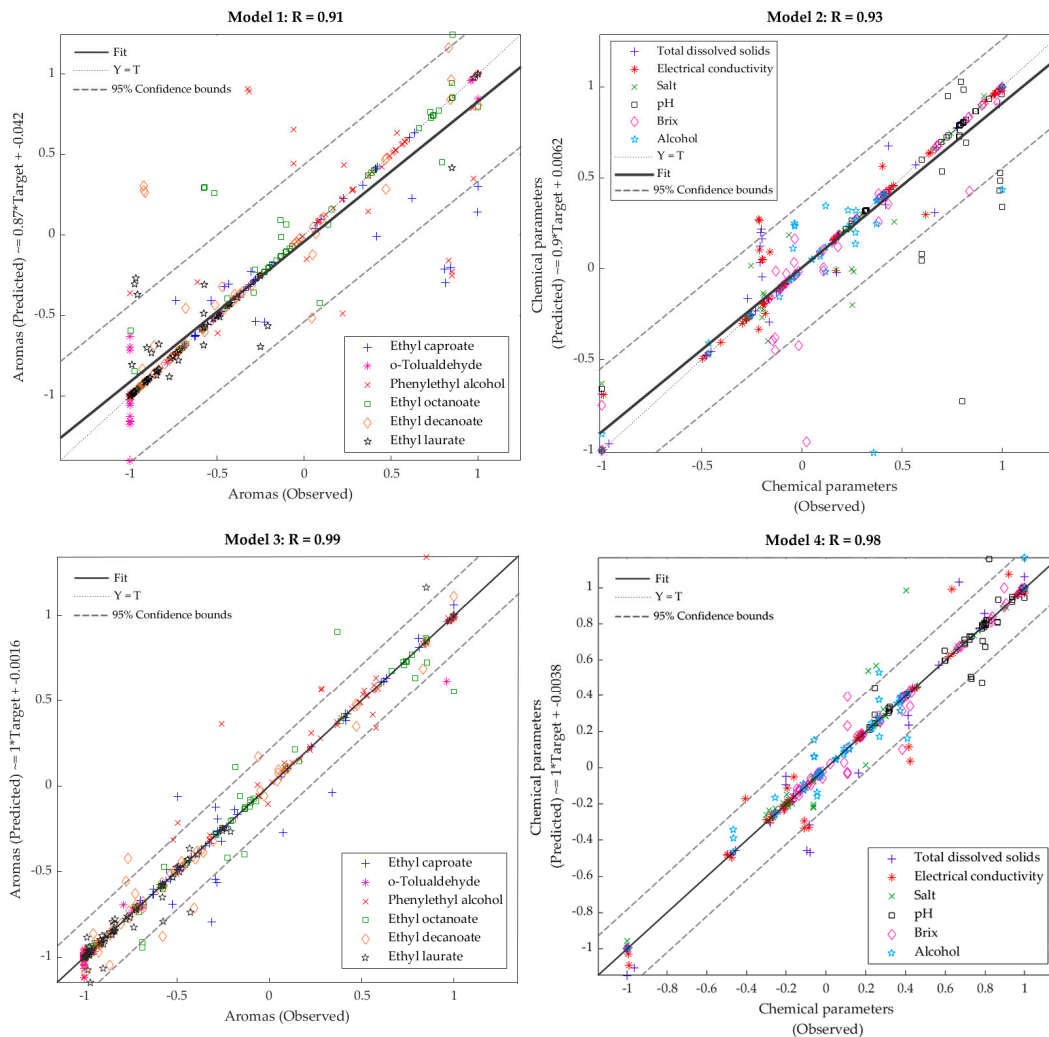 Model 1: R = 0.91
Fit
Y = T
95% Confidence bounds
Aromas (Predicted) ~= 0.87*Target + -0.042
1
0.5
0
-0.5
-1
-1
-0.5
0
0.5
1
Aromas (Observed)
Ethyl caproate
o-Tolualdehyde
Phenylethyl alcohol
Ethyl octanoate
Ethyl decanoate
Ethyl laurate
Model 2: R = 0.93
Total dissolved solids
Electrical conductivity
Salt
pH
Brix
Alcohol
Y = T
Fit
95% Confidence bounds
Chemical parameters
(Predicted) ~= 0.9*Target + 0.0062
1
0.5
0
-0.5
-1
-1
-0.5
0
0.5
1
Chemical parameters
(Observed)
Model 3: R = 0.99
Fit
Y = T
95% Confidence bounds
Aromas (Predicted) ~= 1*Target + -0.0016
1
0.5
0
-0.5
-1
-1
-0.5
0
0.5
1
Aromas (Observed)
Ethyl caproate
o-Tolualdehyde
Phenylethyl alcohol
Ethyl octanoate
Ethyl decanoate
Ethyl laurate
Model 4: R = 0.98
Fit
Y = T
95% Confidence bounds
Chemical parameters
(Predicted) ~= 1*Target + -0.0038
1
0.8
0.6
0.4
0.2
0
-0.2
-0.4
-0.6
-0.8
-1
-1
-0.8
-0.6
-0.4
-0.2
0
0.2
0.4
0.6
0.8
1
Chemical parameters
(Observed)
Total dissolved solids
Electrical conductivity
Salt
pH
Brix
Alcohol